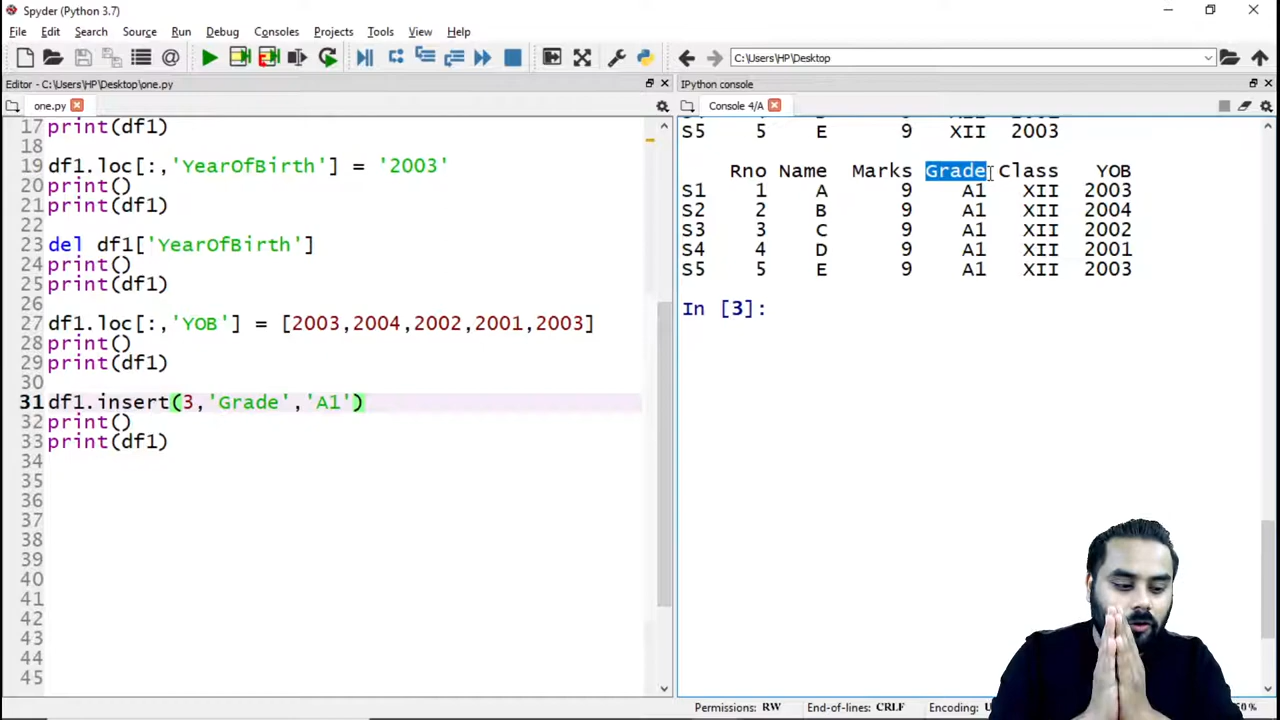 Spyder (Python 3.7)
File Edit Search Source Run Debug Consoles Projects Tools View Help
C:\Users\HP\Desktop
Editor - C:\Users\HP\Desktop\one.py
one.py
17 print(df1)
18
19 df1.loc[:,'YearOfBirth'] = '2003'
20 print()
21 print(df1)
22
23 del df1['YearOfBirth']
24 print()
25 print(df1)
26
27 df1.loc[:,'YOB'] = [2003,2004,2002,2001,2003]
28 print()
29 print(df1)
30
31 df1.insert(3,'Grade','A1')
32 print()
33 print(df1)
34
35
36
37
38
39
40
41
42
43
44
45
IPython console
Console 4/A
S5 5 E 9 XII 2003
Rno Name Marks Grade Class YOB
S1 1 A 9 A1 XII 2003
S2 2 B 9 A1 XII 2004
S3 3 C 9 A1 XII 2002
S4 4 D 9 A1 XII 2001
S5 5 E 9 A1 XII 2003
In [3]:
Permissions: RW End-of-lines: CRLF Encoding: